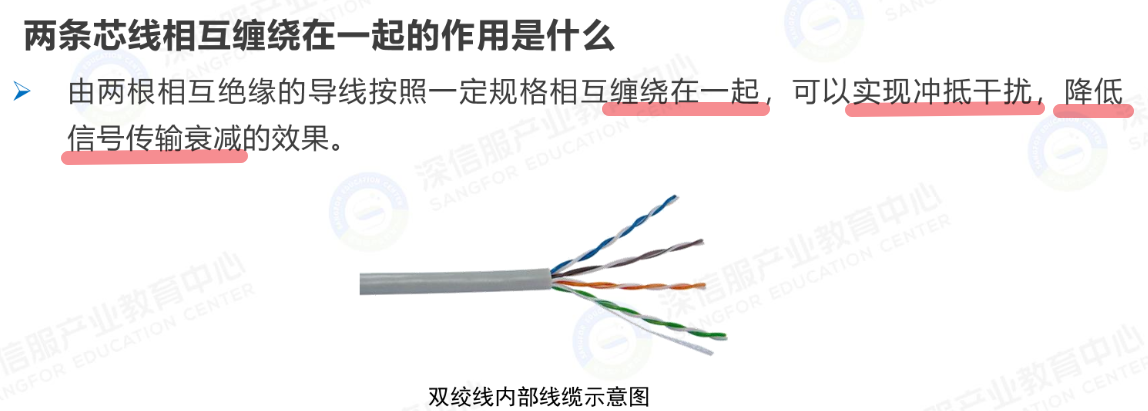 两条芯线相互缠绕在一起的作用是什么
由两根相互绝缘的导线按照一定规格相互缠绕在一起，可以实现冲抵干扰，降低
信号传输衰减的效果。
深信服产业教育中心
SANGFOR EDUCATION CENTER
双绞线内部线缆示意图